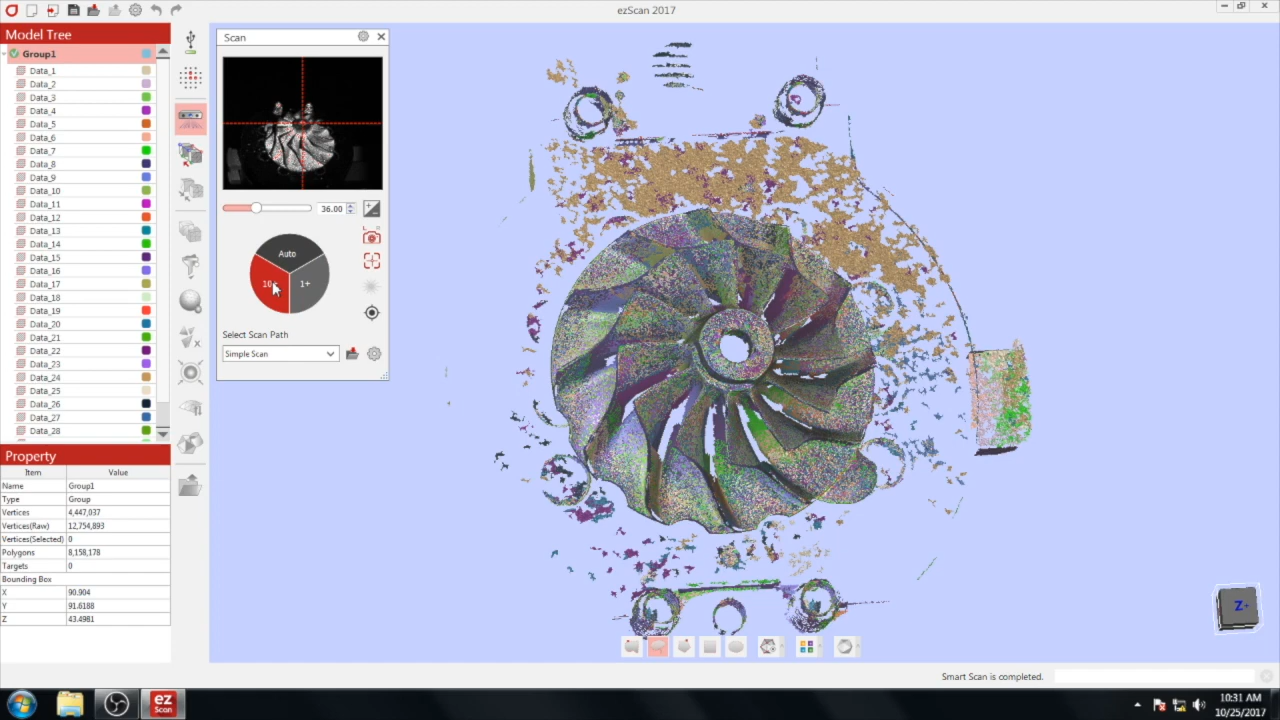 ezScan 2017
Model Tree
Group1
Data_1
Data_2
Data_3
Data_4
Data_5
Data_6
Data_7
Data_8
Data_9
Data_10
Data_11
Data_12
Data_13
Data_14
Data_15
Data_16
Data_17
Data_18
Data_19
Data_20
Data_21
Data_22
Data_23
Data_24
Data_25
Data_26
Data_27
Data_28
Property
Item Value
Name Group1
Type Group
Vertices 4,447,037
Vertices(Raw) 12,754,893
Vertices(Selected) 0
Polygons 8,158,178
Targets 0
Bounding Box
X 90.904
Y 91.6188
Z 43.4981
Scan
36.00
Auto
10+ 1+
Select Scan Path
Simple Scan
Z+
Smart Scan is completed.
ez
Scan
10:31 AM
10/25/2017